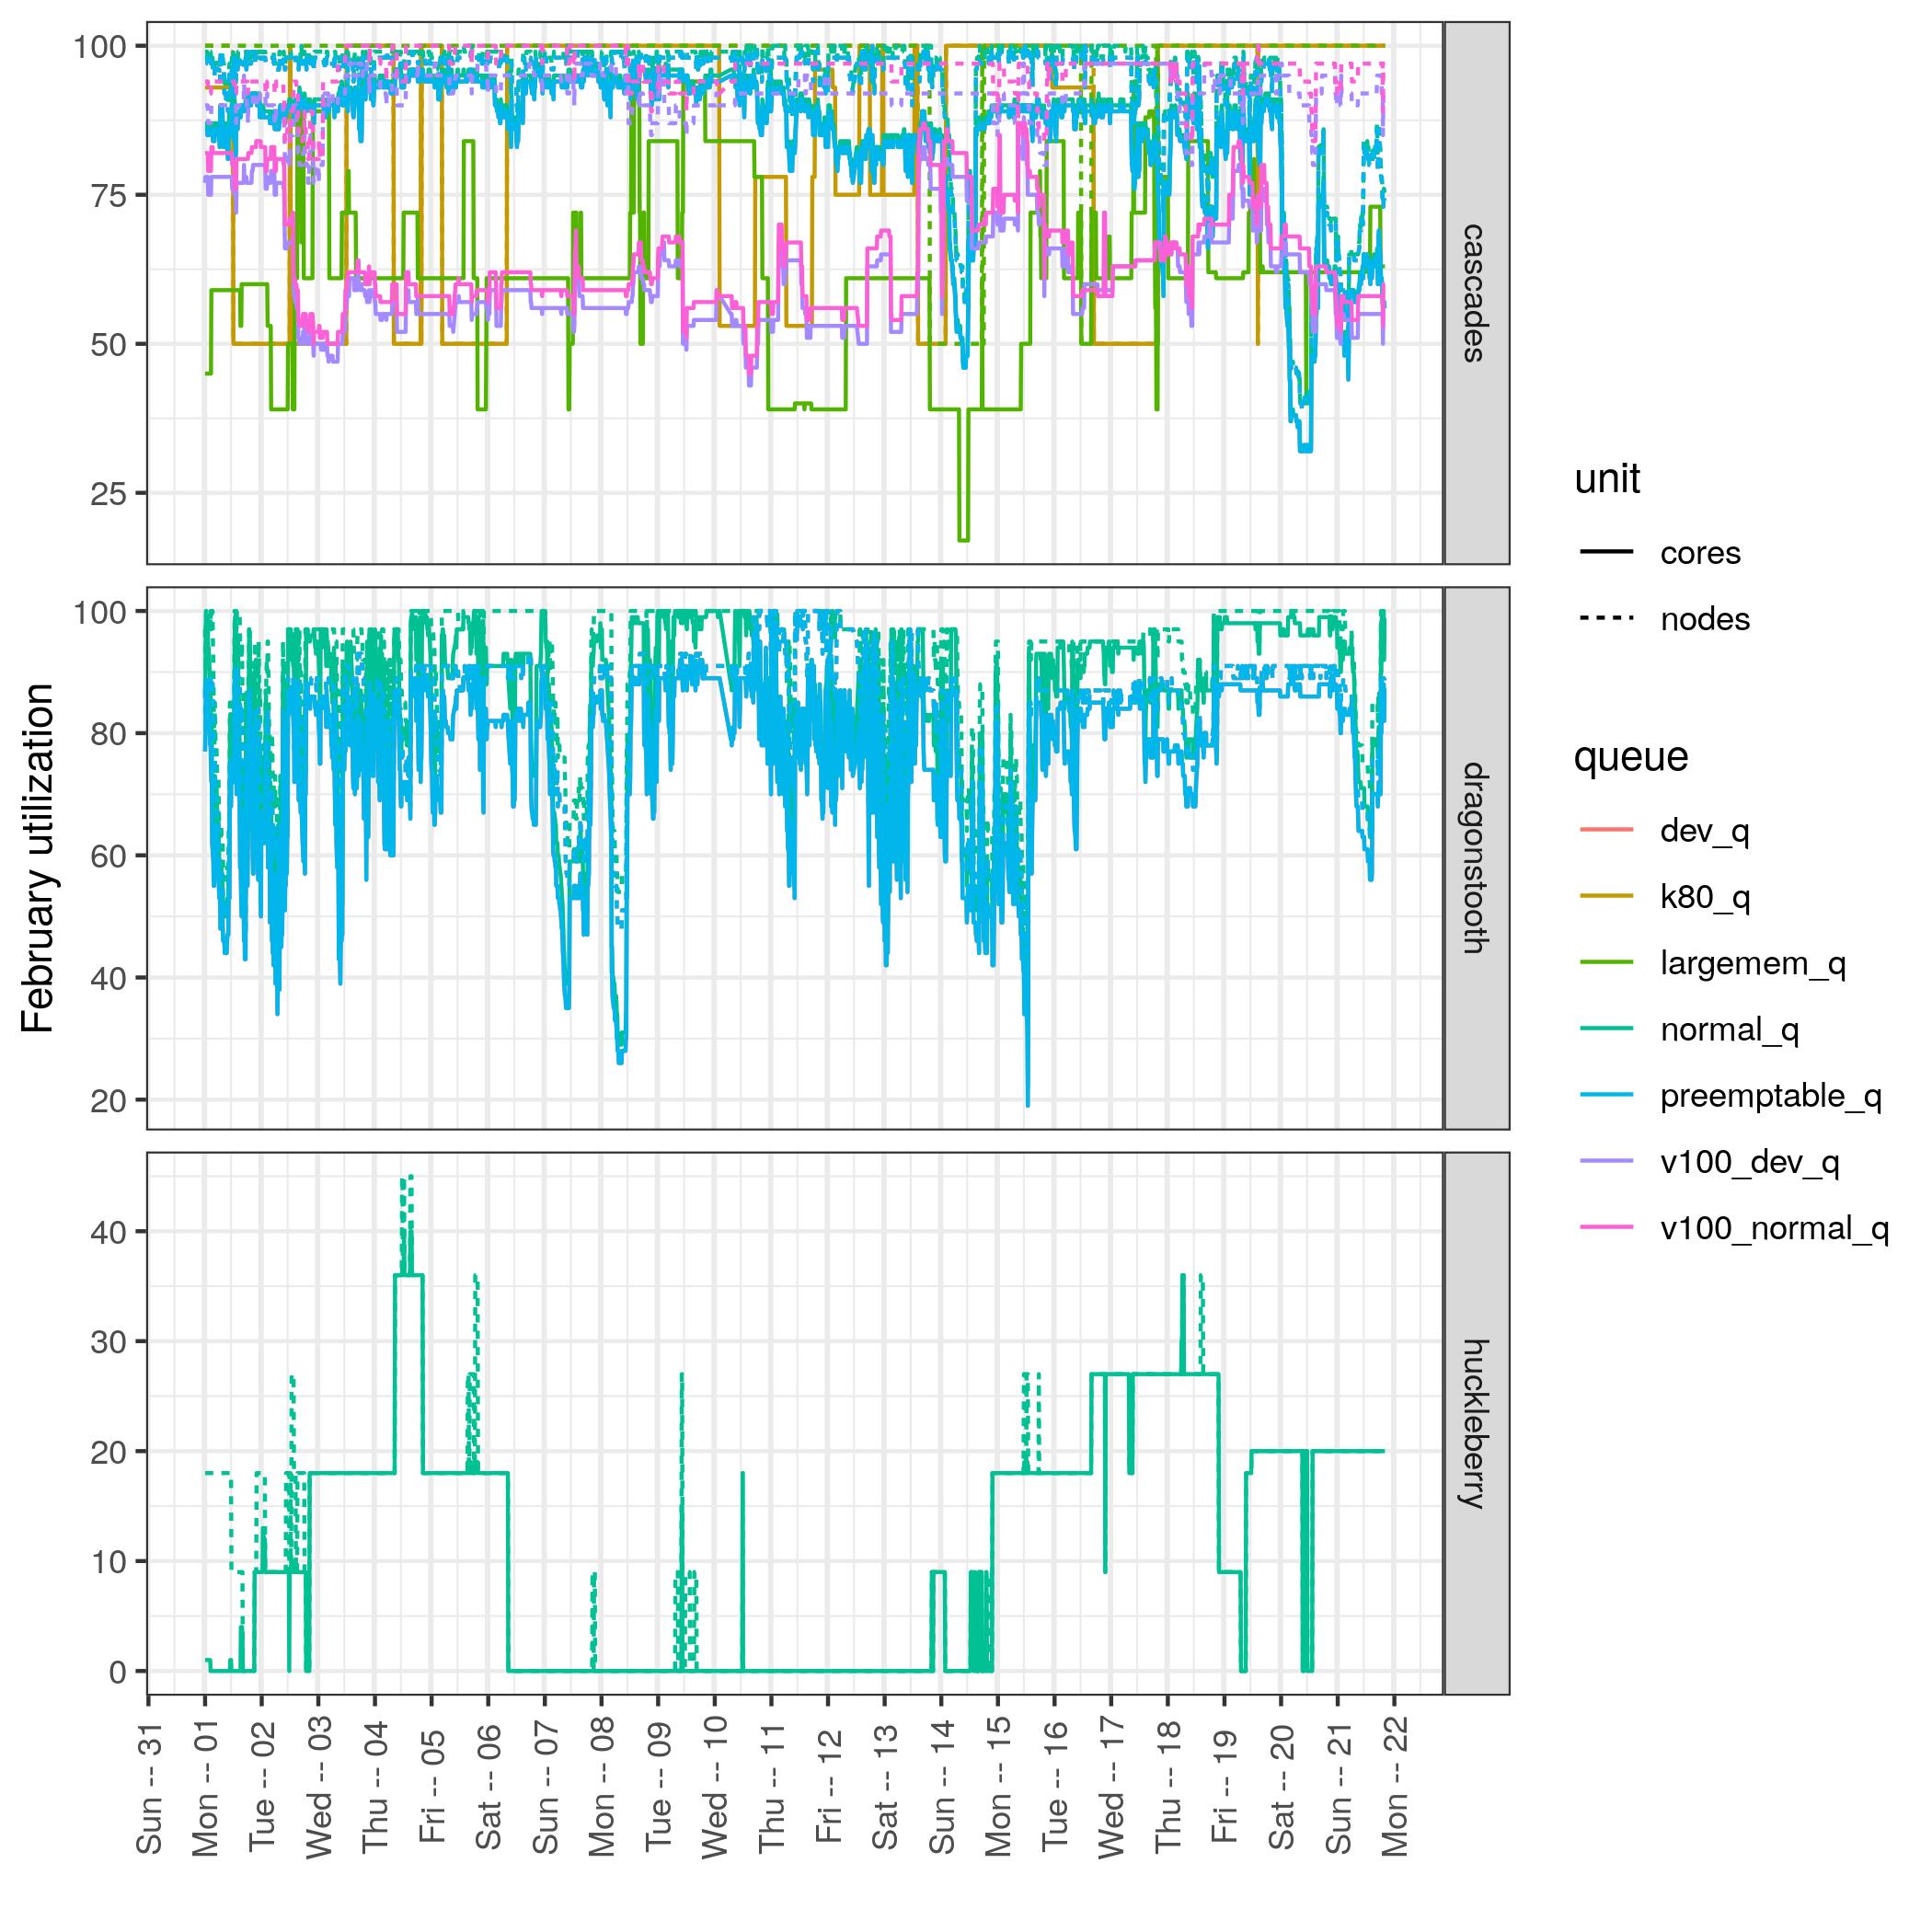 100
75
50
25
cascades
100
80
60
40
20
dragonstooth
40
30
20
10
0
huckleberry
February utilization
Sun -- 31
Mon -- 01
Tue -- 02
Wed -- 03
Thu -- 04
Fri -- 05
Sat -- 06
Sun -- 07
Mon -- 08
Tue -- 09
Wed -- 10
Thu -- 11
Fri -- 12
Sat -- 13
Sun -- 14
Mon -- 15
Tue -- 16
Wed -- 17
Thu -- 18
Fri -- 19
Sat -- 20
Sun -- 21
Mon -- 22
unit
cores
nodes
queue
dev_q
k80_q
largemem_q
normal_q
preemptable_q
v100_dev_q
v100_normal_q